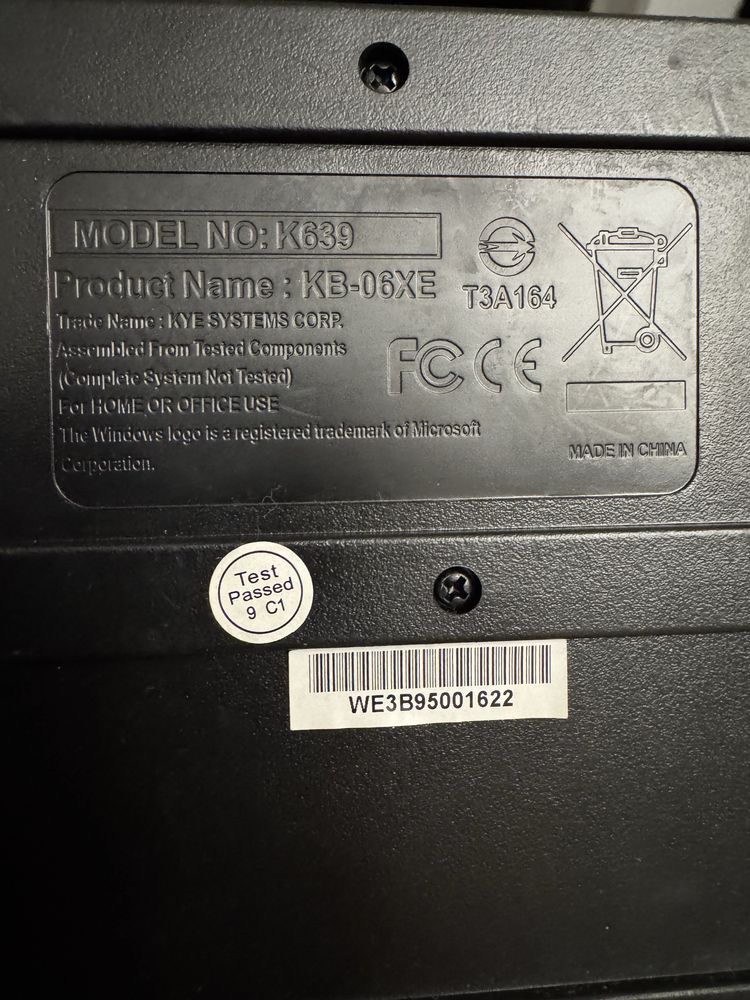 MODEL NO: K639
Product Name : KB-06XE
Trade Name : KYE SYSTEMS CORP.
Assembled From Tested Components
(Complete System Not Tested)
For HOME OR OFFICE USE
The Windows logo is a registered trademark of Microsoft
Corporation.
T3A164
FC CE
MADE IN CHINA
Test
Passed
9 C1
WE3B95001622